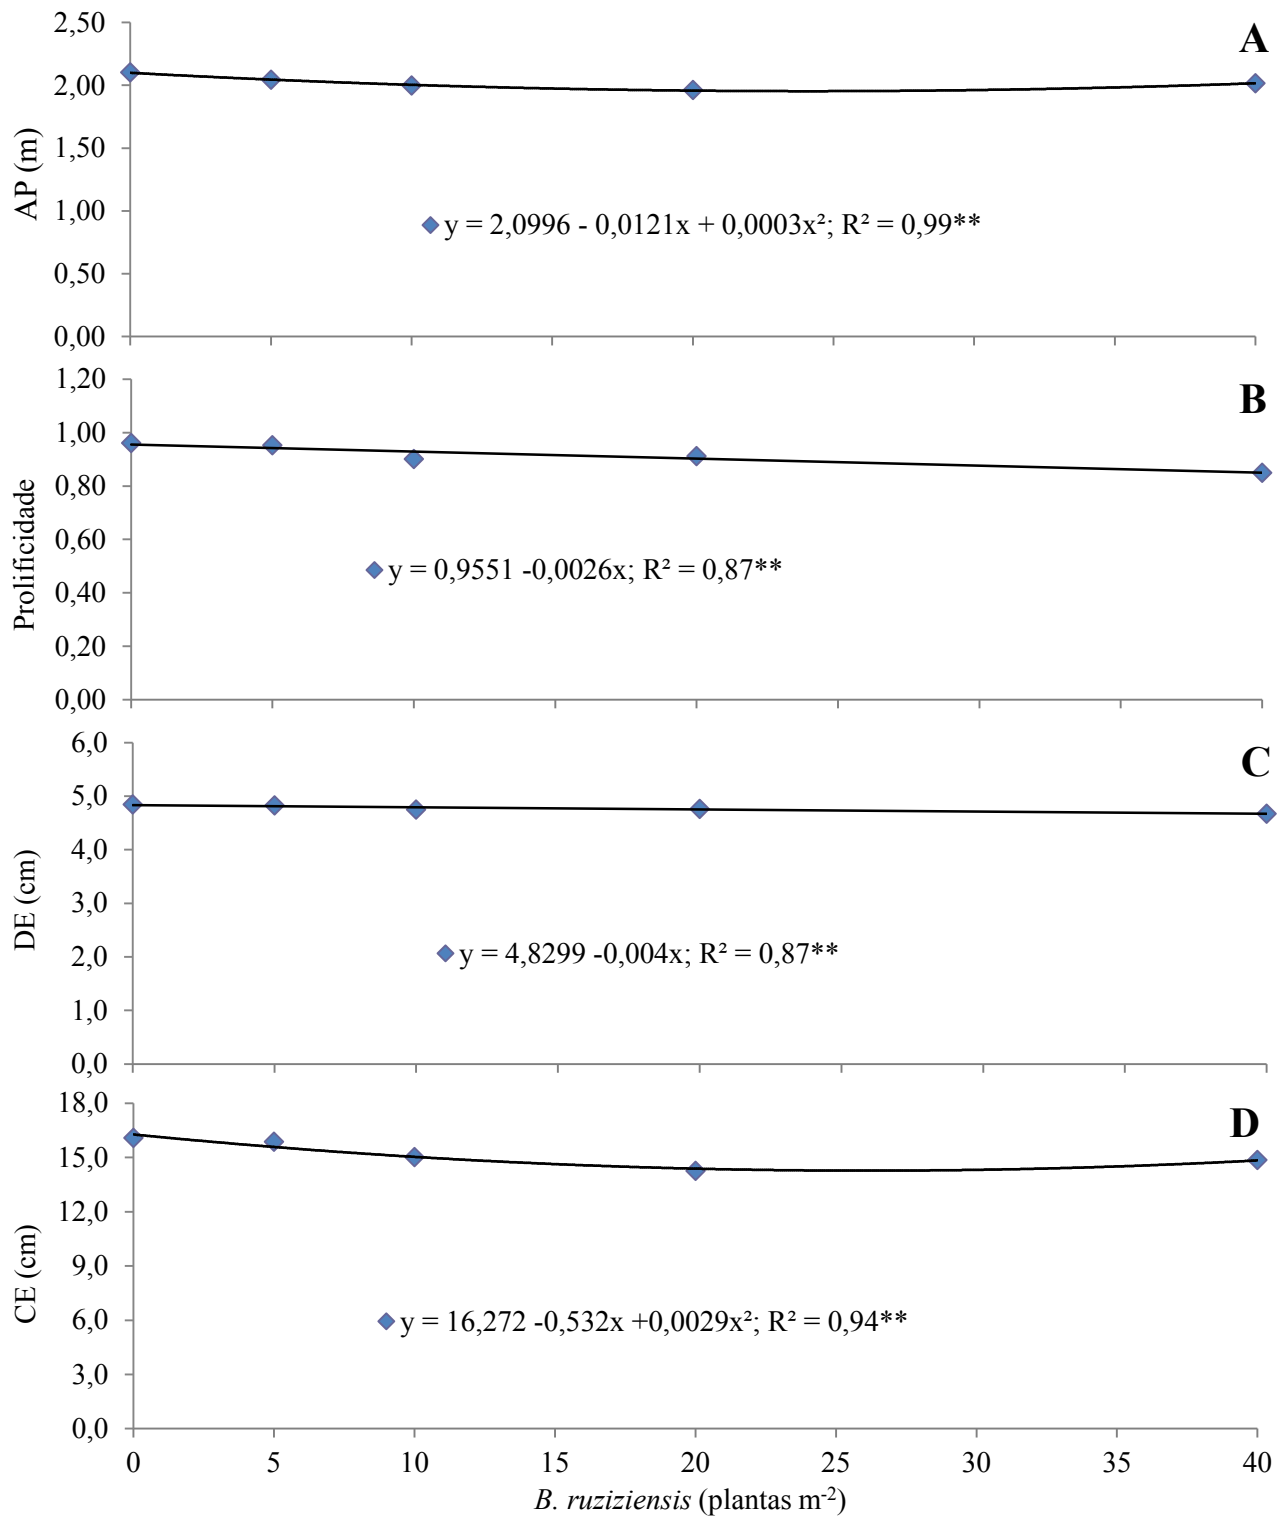 A
2,50
2,00
1,50
1,00
0,50
0,00
AP (m)
y = 2,0996 - 0,0121x + 0,0003x²; R² = 0,99**
B
1,20
1,00
0,80
0,60
0,40
0,20
0,00
Prolificidade
y = 0,9551 -0,0026x; R² = 0,87**
C
6,0
5,0
4,0
3,0
2,0
1,0
0,0
DE (cm)
y = 4,8299 -0,004x; R² = 0,87**
D
18,0
15,0
12,0
9,0
6,0
3,0
0,0
CE (cm)
y = 16,272 -0,532x +0,0029x²; R² = 0,94**
0 5 10 15 20 25 30 35 40
B. ruziziensis (plantas m⁻²)